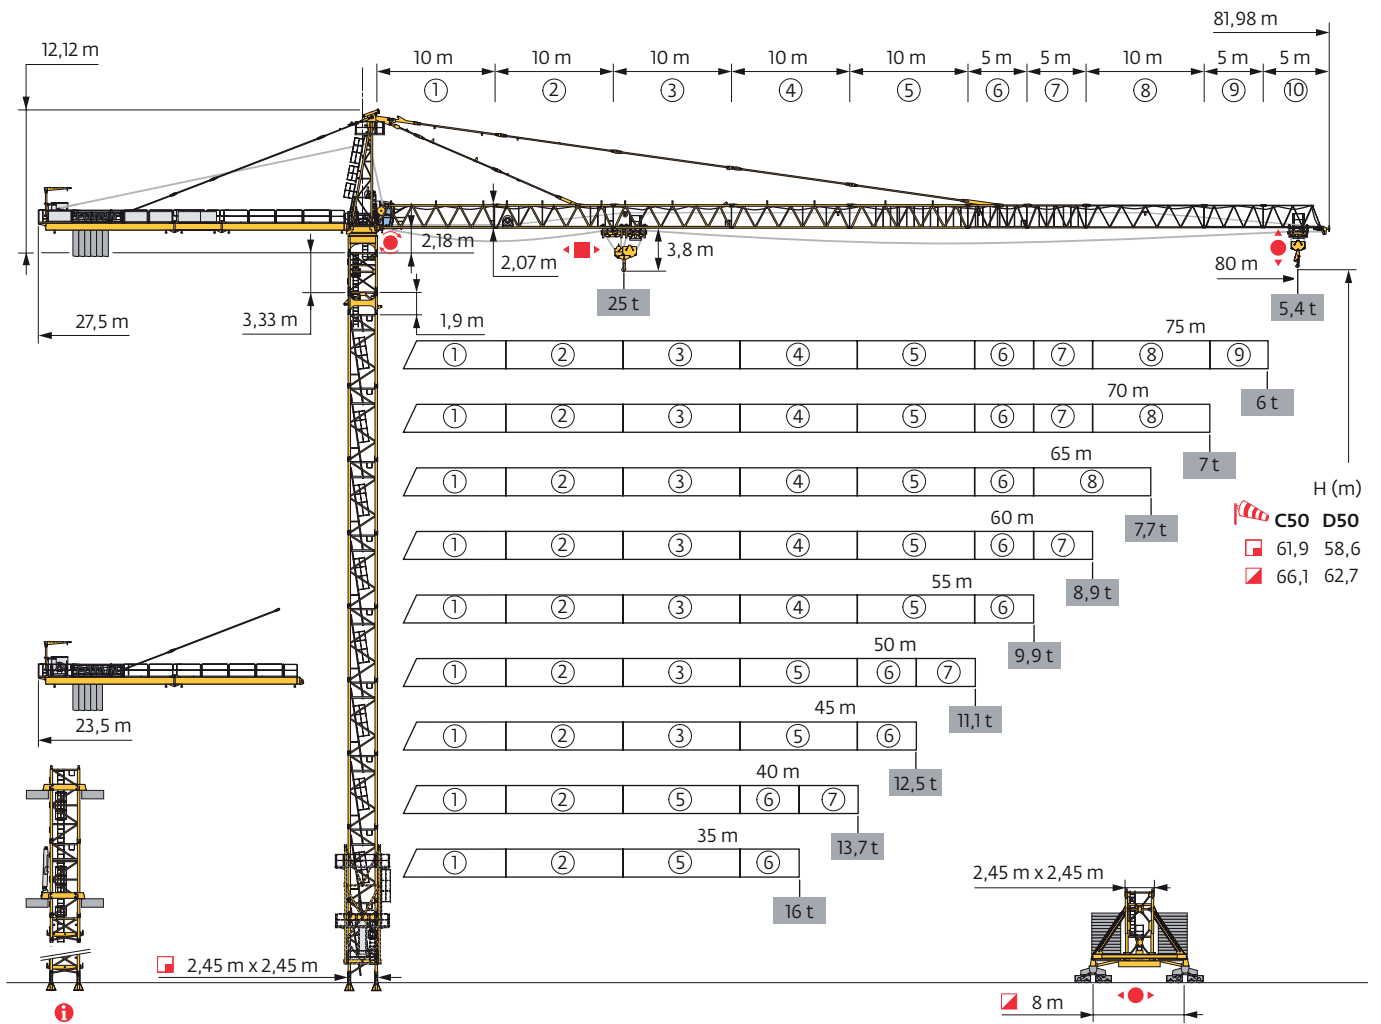 81,98 m
12,12 m
10 m 10 m 10 m 10 m 10 m 5 m 5 m 10 m 5 m 5 m
1 2 3 4 5 6 7 8 9 10
2,18 m
3,8 m
2,07 m
80 m
25 t
5,4 t
27,5 m
3,33 m
1,9 m
75 m
1 2 3 4 5 6 7 8 9
6 t
70 m
1 2 3 4 5 6 7 8
7 t
65 m
1 2 3 4 5 6 8
7,7 t
H (m)
C50 D50
61,9 58,6
66,1 62,7
60 m
1 2 3 4 5 6 7
8,9 t
55 m
1 2 3 4 5 6
9,9 t
50 m
1 2 3 5 6 7
11,1 t
23,5 m
45 m
1 2 3 5 6
12,5 t
40 m
1 2 5 6 7
13,7 t
35 m
1 2 5 6
16 t
2,45 m x 2,45 m
2,45 m x 2,45 m
8 m
i